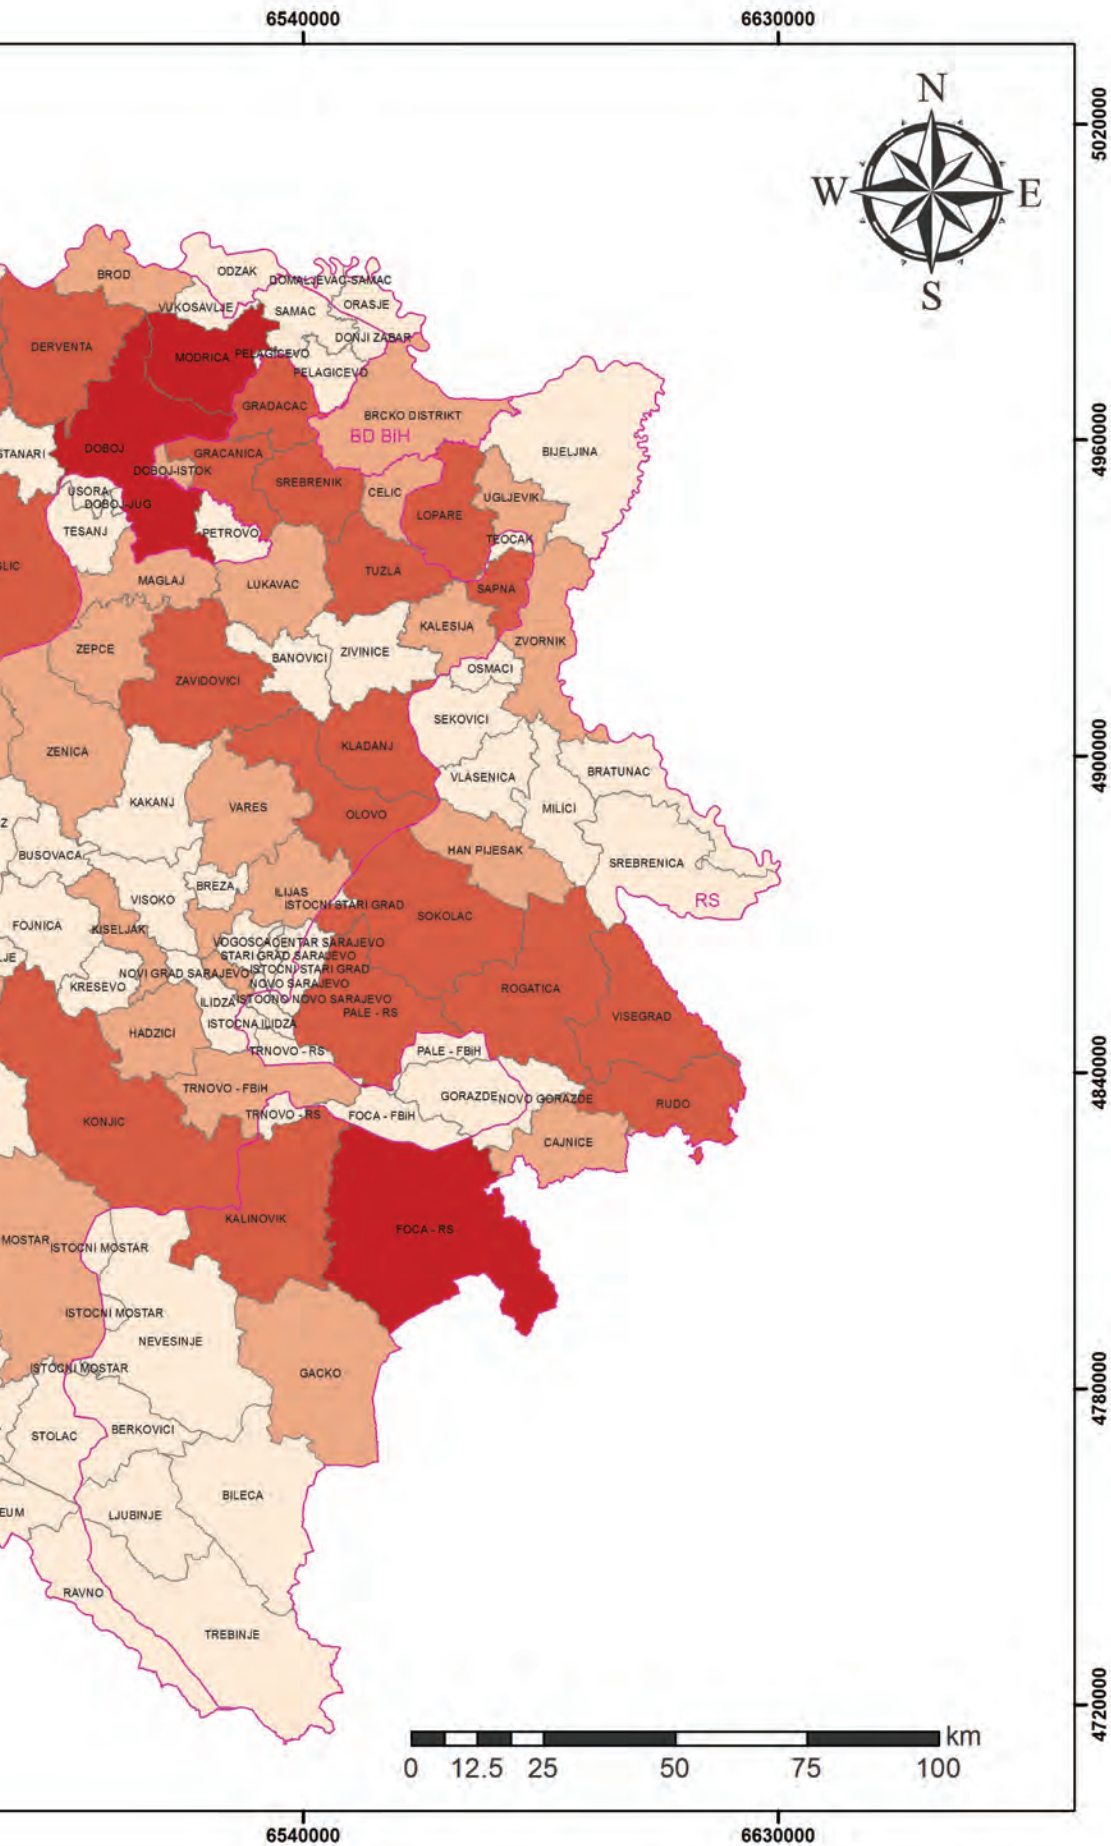 6540000 6630000
N
W E
S
5020000
4960000
4900000
4840000
4780000
4720000
BROD
ODZAK
DOMALJEVAC-SAMAC
VUKOSAVLJE
SAMAC
ORASJE
DERVENTA
MODRICA
PELAGICEVO
DONJI ZABAR
PELAGICEVO
GRADACAC
BRCKO DISTRIKT
BD BiH
STANARI
DOBOJ
GRACANICA
BIJELJINA
DOBOJ-ISTOK
SREBRENIK
CELIC
UGLJEVIK
USORA
DOBOJ-JUG
LOPARE
TESANJ
PETROVO
TEOCAK
SLIC
MAGLAJ
LUKAVAC
TUZLA
SAPNA
KALESIJA
ZVORNIK
ZEPCE
BANOVICI
ZIVINICE
OSMACI
ZAVIDOVICI
SEKOVICI
ZENICA
KLADANJ
VLASENICA
BRATUNAC
KAKANJ
VARES
OLOVO
MILICI
Z
BUSOVACA
HAN PIJESAK
SREBRENICA
BREZA
ILIJAS
VISOKO
ISTOCNI STARI GRAD
RS
FOJNICA
KISELJAK
SOKOLAC
VOGOSCA
CENTAR SARAJEVO
LJE
STARI GRAD SARAJEVO
NOVI GRAD SARAJEVO
ISTOCNI STARI GRAD
KRESEVO
NOVO SARAJEVO
ROGATICA
ILIDZA
ISTOCNO NOVO SARAJEVO
PALE - RS
VISEGRAD
HADZICI
ISTOCNA ILIDZA
TRNOVO - RS
PALE - FBiH
TRNOVO - FBiH
GORAZDE
NOVO GORAZDE
RUDO
KONJIC
TRNOVO - RS
FOCA - FBiH
CAJNICE
KALINOVIK
FOCA - RS
MOSTAR
ISTOCNI MOSTAR
ISTOCNI MOSTAR
NEVESINJE
ISTOCNI MOSTAR
GACKO
STOLAC
BERKOVICI
BILECA
EUM
LJUBINJE
RAVNO
TREBINJE
km
0 12.5 25 50 75 100
6540000 6630000